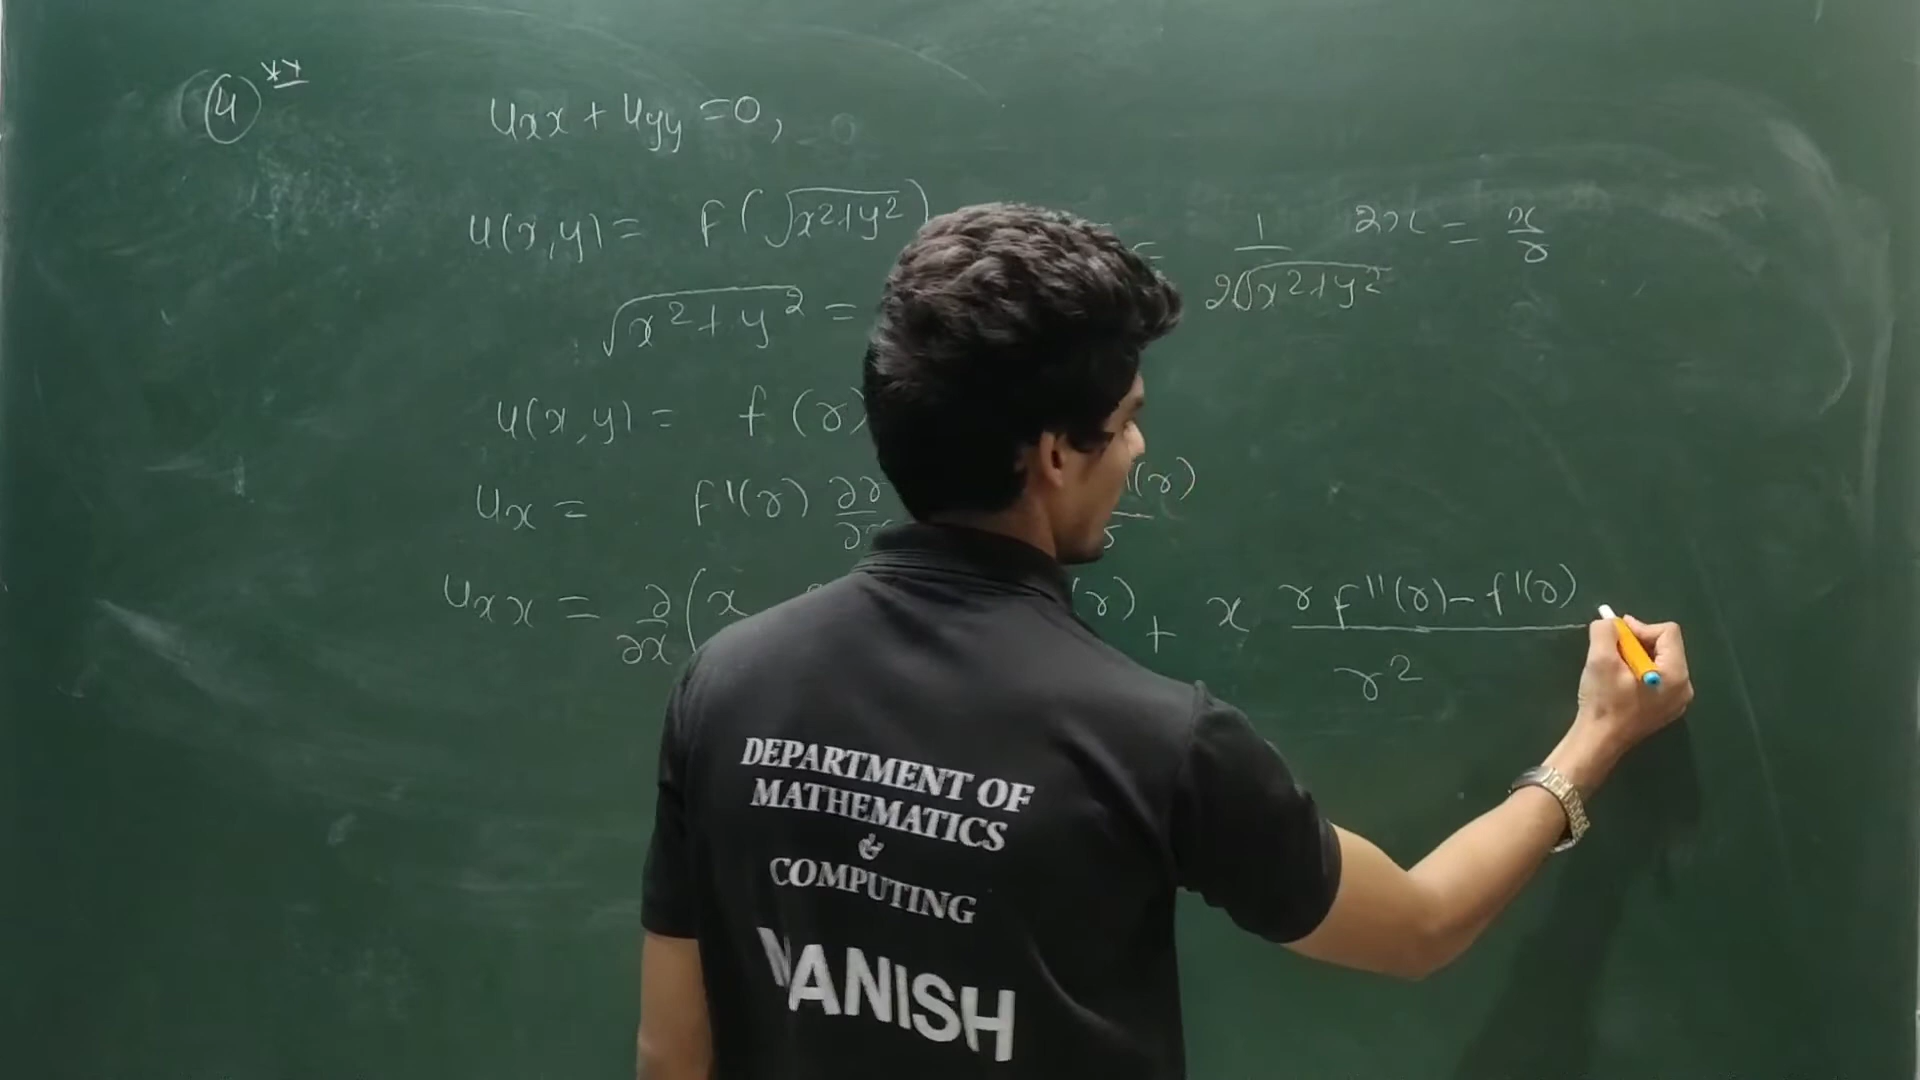 ④ **
uxx + uyy = 0,
u(x,y) = f(√x²+y²) = 1/2√x²+y² 2x = x/r
√x²+y² =
u(x,y) = f(r)
ux = f'(r) ∂r/∂x '(r)
uxx = ∂/∂x (x (r) + x r f''(r) - f'(r)/r²
DEPARTMENT OF
MATHEMATICS
&
COMPUTING
MANISH